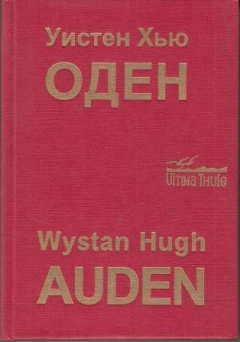 Уистен Хью
ОДЕН
Ultima Thule
Wystan Hugh
AUDEN